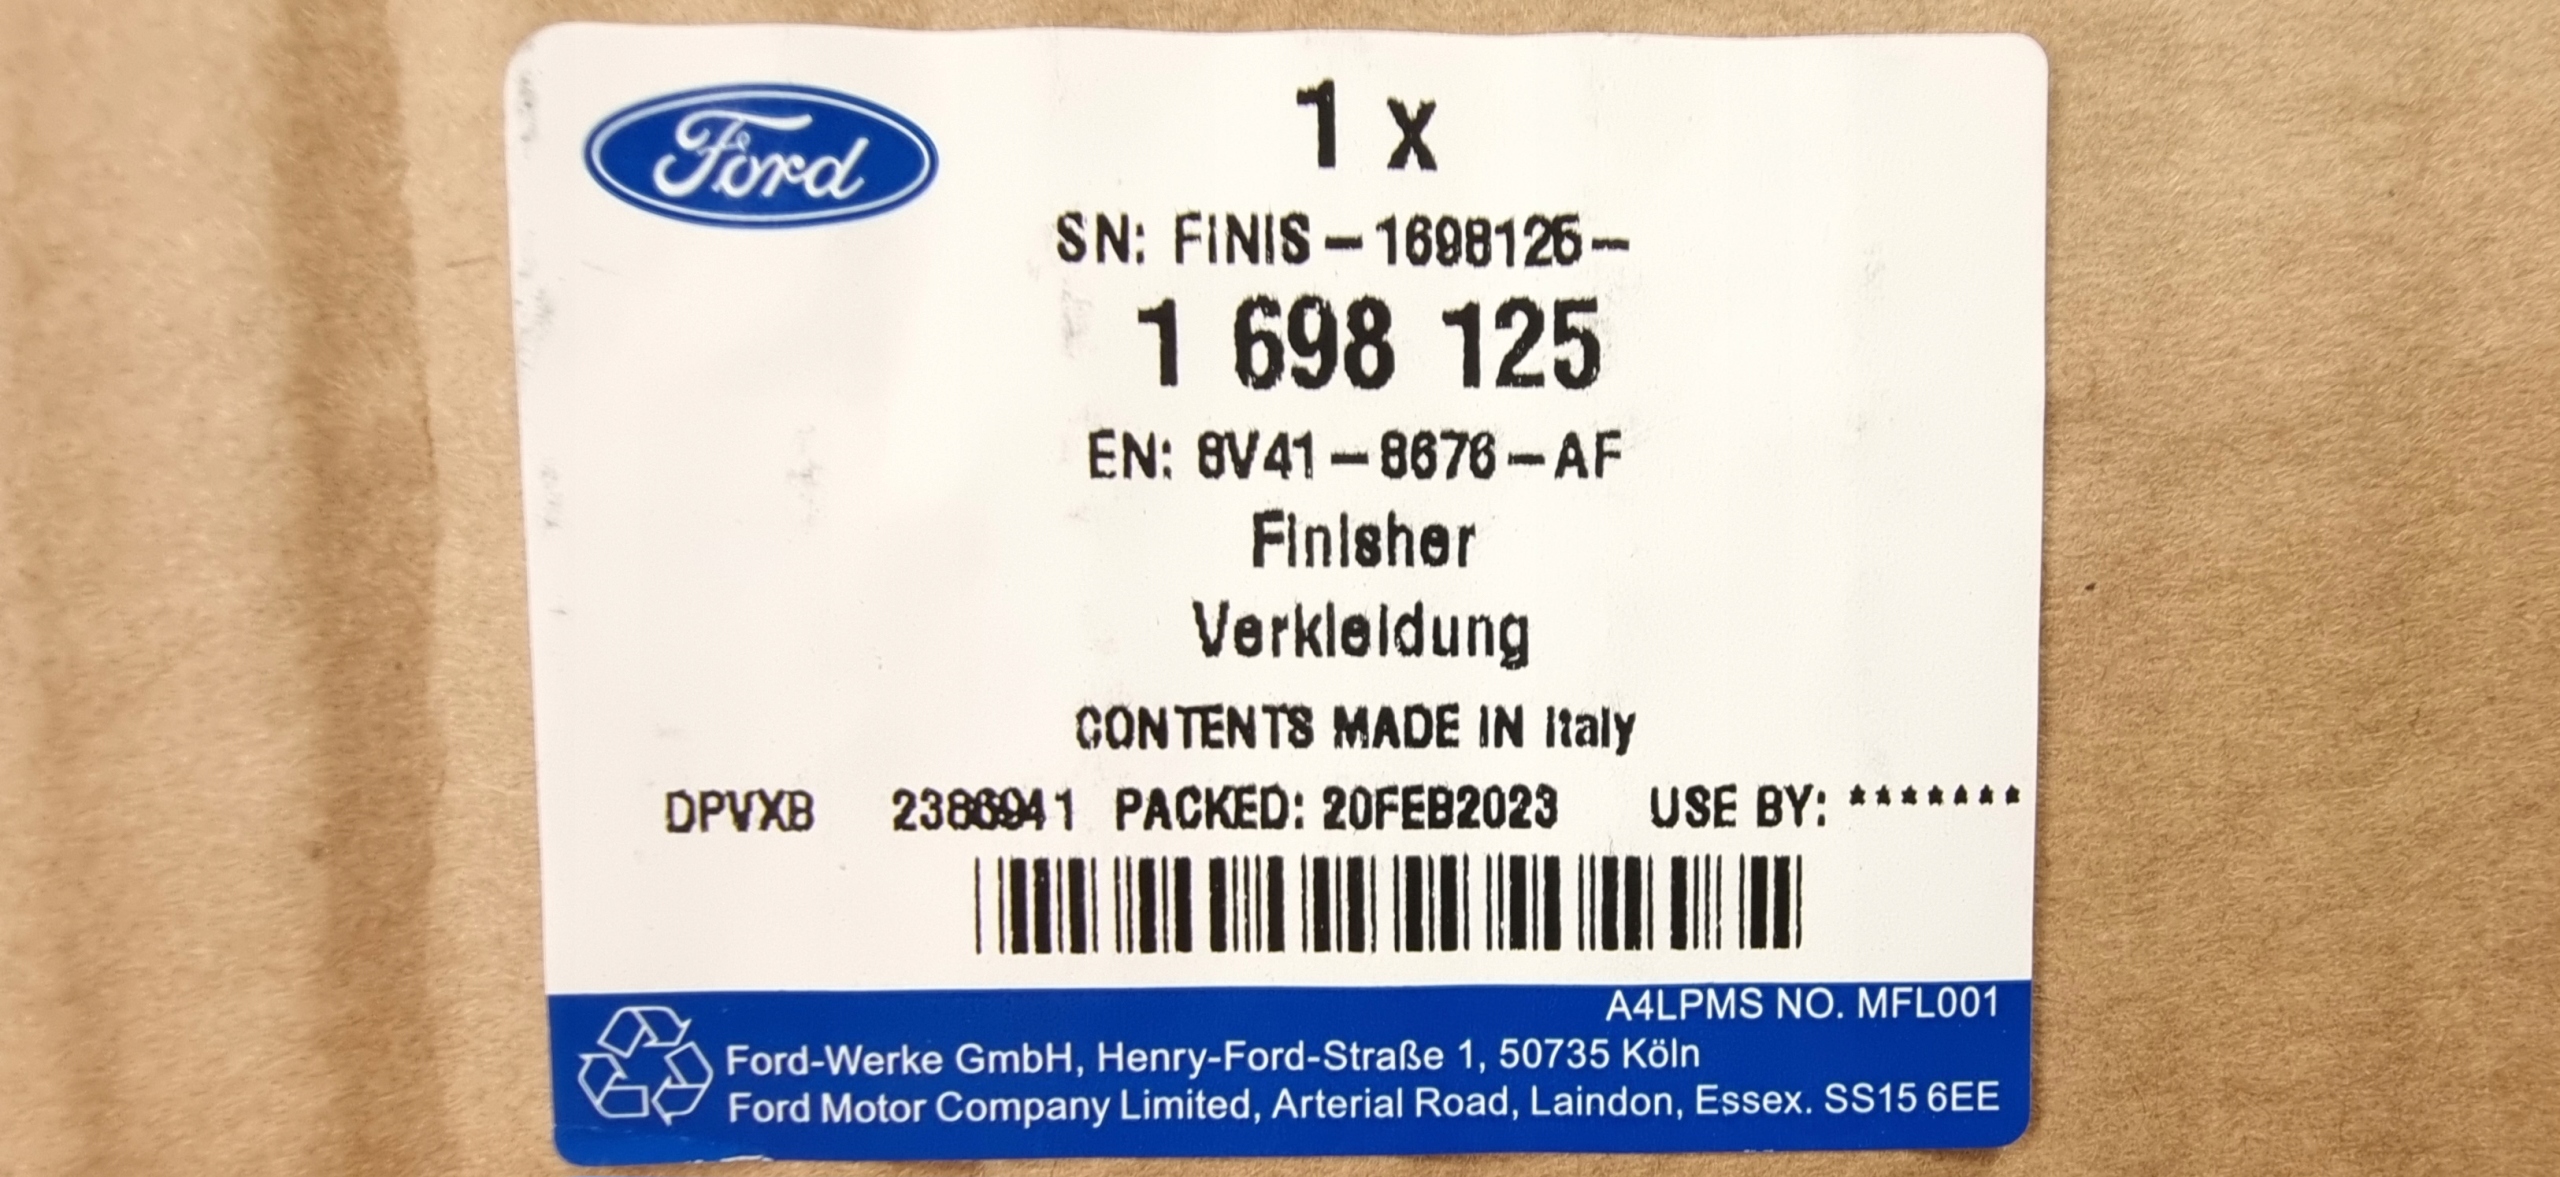 Ford
1 x
SN: FINIS-1698125-
1 698 125
EN: 8V41-8676-AF
Finisher
Verkleidung
CONTENTS MADE IN Italy
DPVXB 2386941 PACKED: 20FEB2023 USE BY: *******
A4LPMS NO. MFL001
Ford-Werke GmbH, Henry-Ford-Straße 1, 50735 Köln
Ford Motor Company Limited, Arterial Road, Laindon, Essex. SS15 6EE